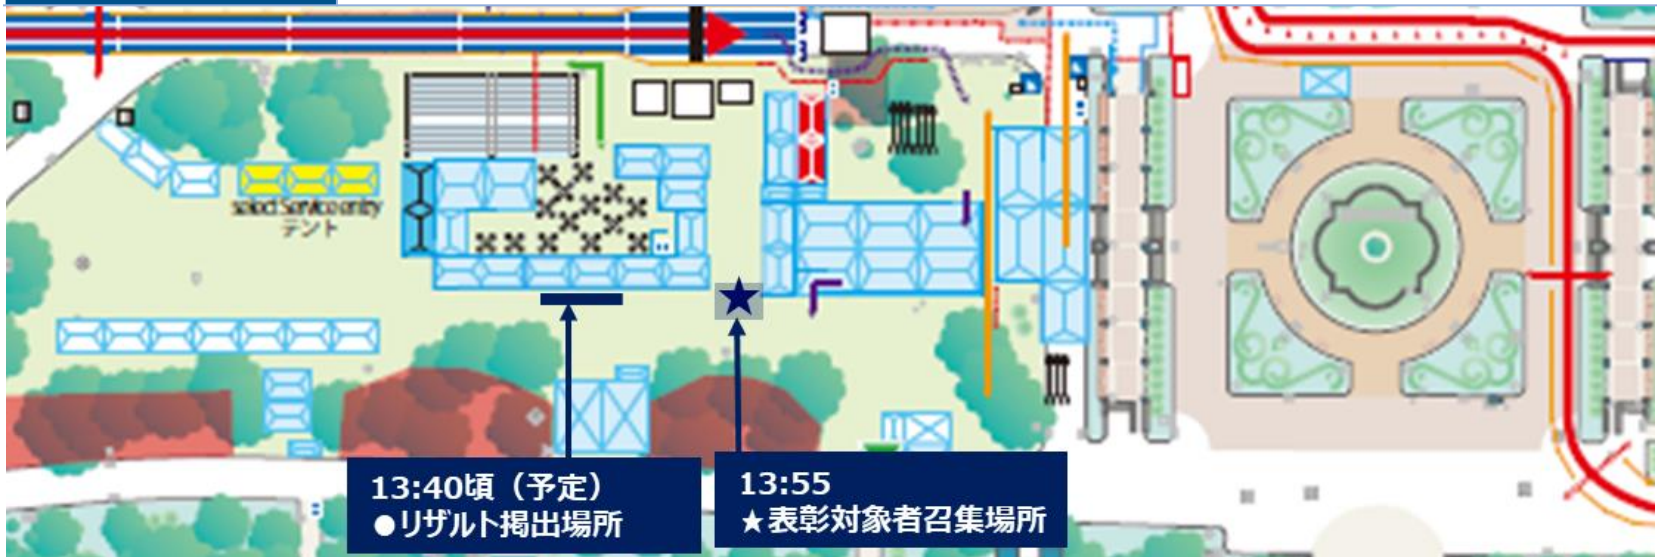 select Service entry
テント
13:40頃（予定）
●リザルト掲出場所
13:55
★表彰対象者召集場所